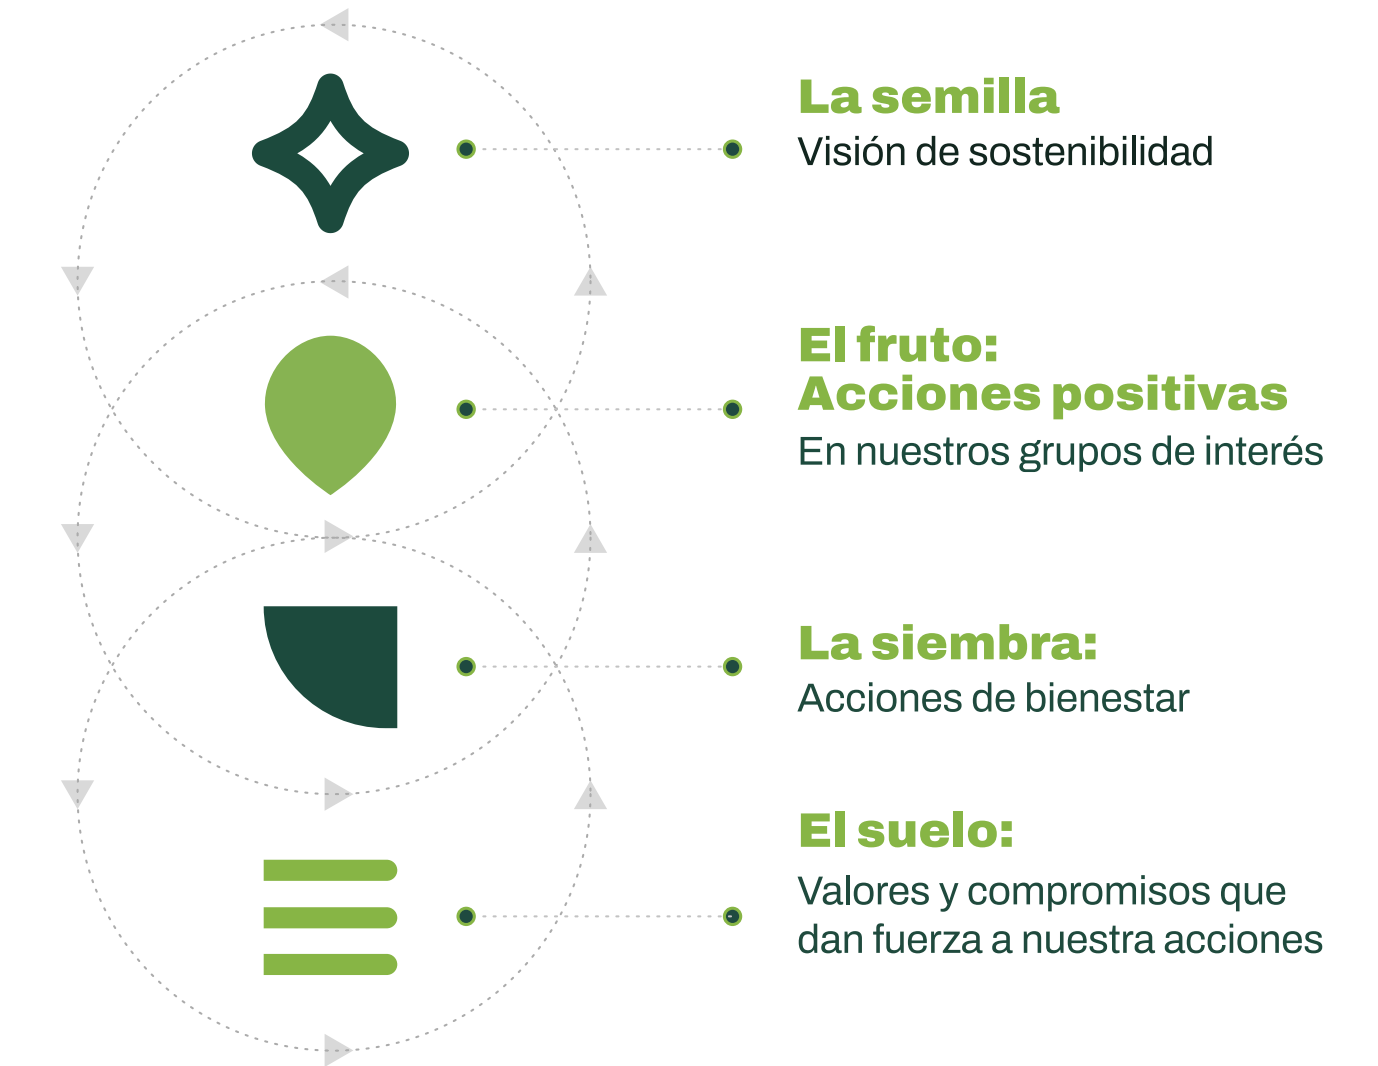 La semilla
Visión de sostenibilidad
El fruto:
Acciones positivas
En nuestros grupos de interés
La siembra:
Acciones de bienestar
El suelo:
Valores y compromisos que
dan fuerza a nuestra acciones